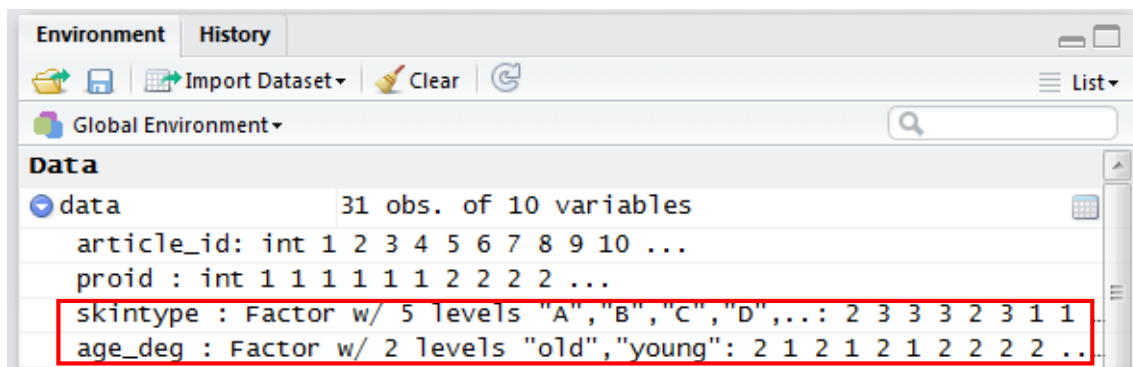 Environment History
Import Dataset Clear List
Global Environment
Data
data 31 obs. of 10 variables
article_id: int 1 2 3 4 5 6 7 8 9 10 ...
proid : int 1 1 1 1 1 1 2 2 2 2 ...
skintype : Factor w/ 5 levels "A","B","C","D",..: 2 3 3 3 2 3 1 1 ..
age_deg : Factor w/ 2 levels "old","young": 2 1 2 1 2 1 2 2 2 2 ...